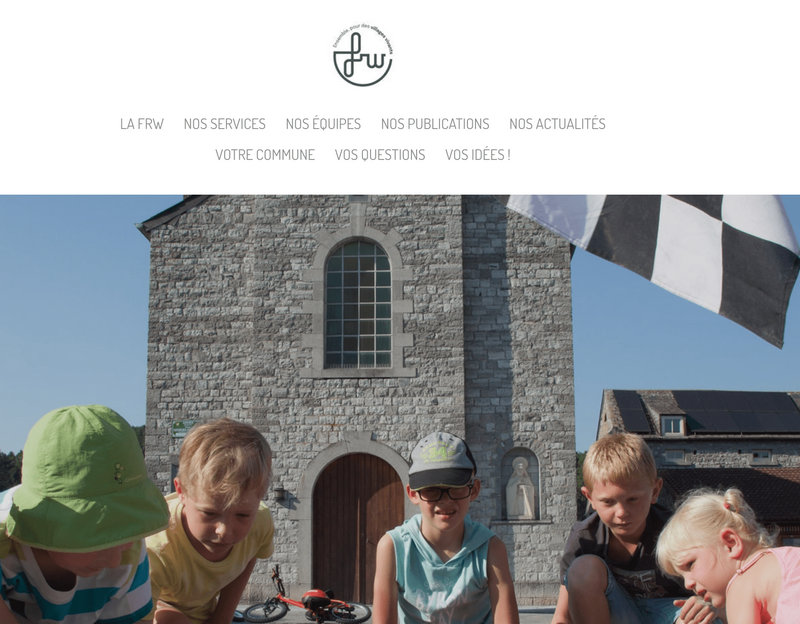 Ensemble, pour des villages vivants
frw
LA FRW NOS SERVICES NOS ÉQUIPES NOS PUBLICATIONS NOS ACTUALITÉS
VOTRE COMMUNE VOS QUESTIONS VOS IDÉES !